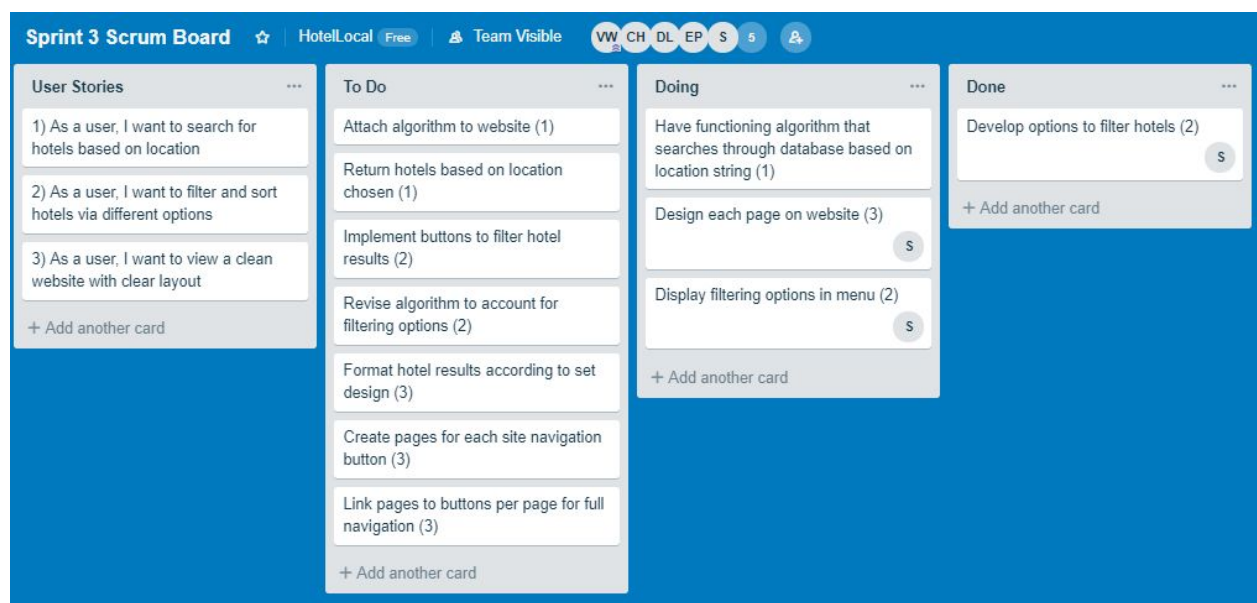 Sprint 3 Scrum Board HotelLocal Free Team Visible VW CH DL EP S 5
User Stories
1) As a user, I want to search for
hotels based on location
2) As a user, I want to filter and sort
hotels via different options
3) As a user, I want to view a clean
website with clear layout
+ Add another card
To Do
Attach algorithm to website (1)
Return hotels based on location
chosen (1)
Implement buttons to filter hotel
results (2)
Revise algorithm to account for
filtering options (2)
Format hotel results according to set
design (3)
Create pages for each site navigation
button (3)
Link pages to buttons per page for full
navigation (3)
+ Add another card
Doing
Have functioning algorithm that
searches through database based on
location string (1)
Design each page on website (3)
S
Display filtering options in menu (2)
S
+ Add another card
Done
Develop options to filter hotels (2)
S
+ Add another card